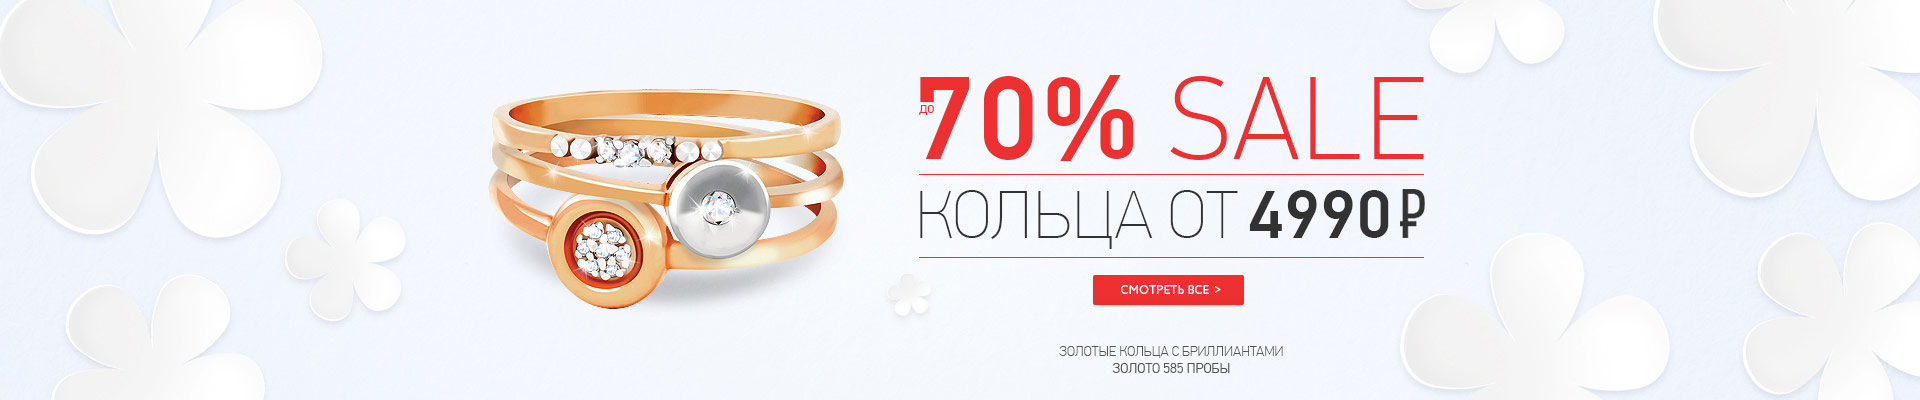 до 70% SALE
КОЛЬЦА ОТ 4990 ₽
СМОТРЕТЬ ВСЕ >
ЗОЛОТЫЕ КОЛЬЦА С БРИЛЛИАНТАМИ
ЗОЛОТО 585 ПРОБЫ